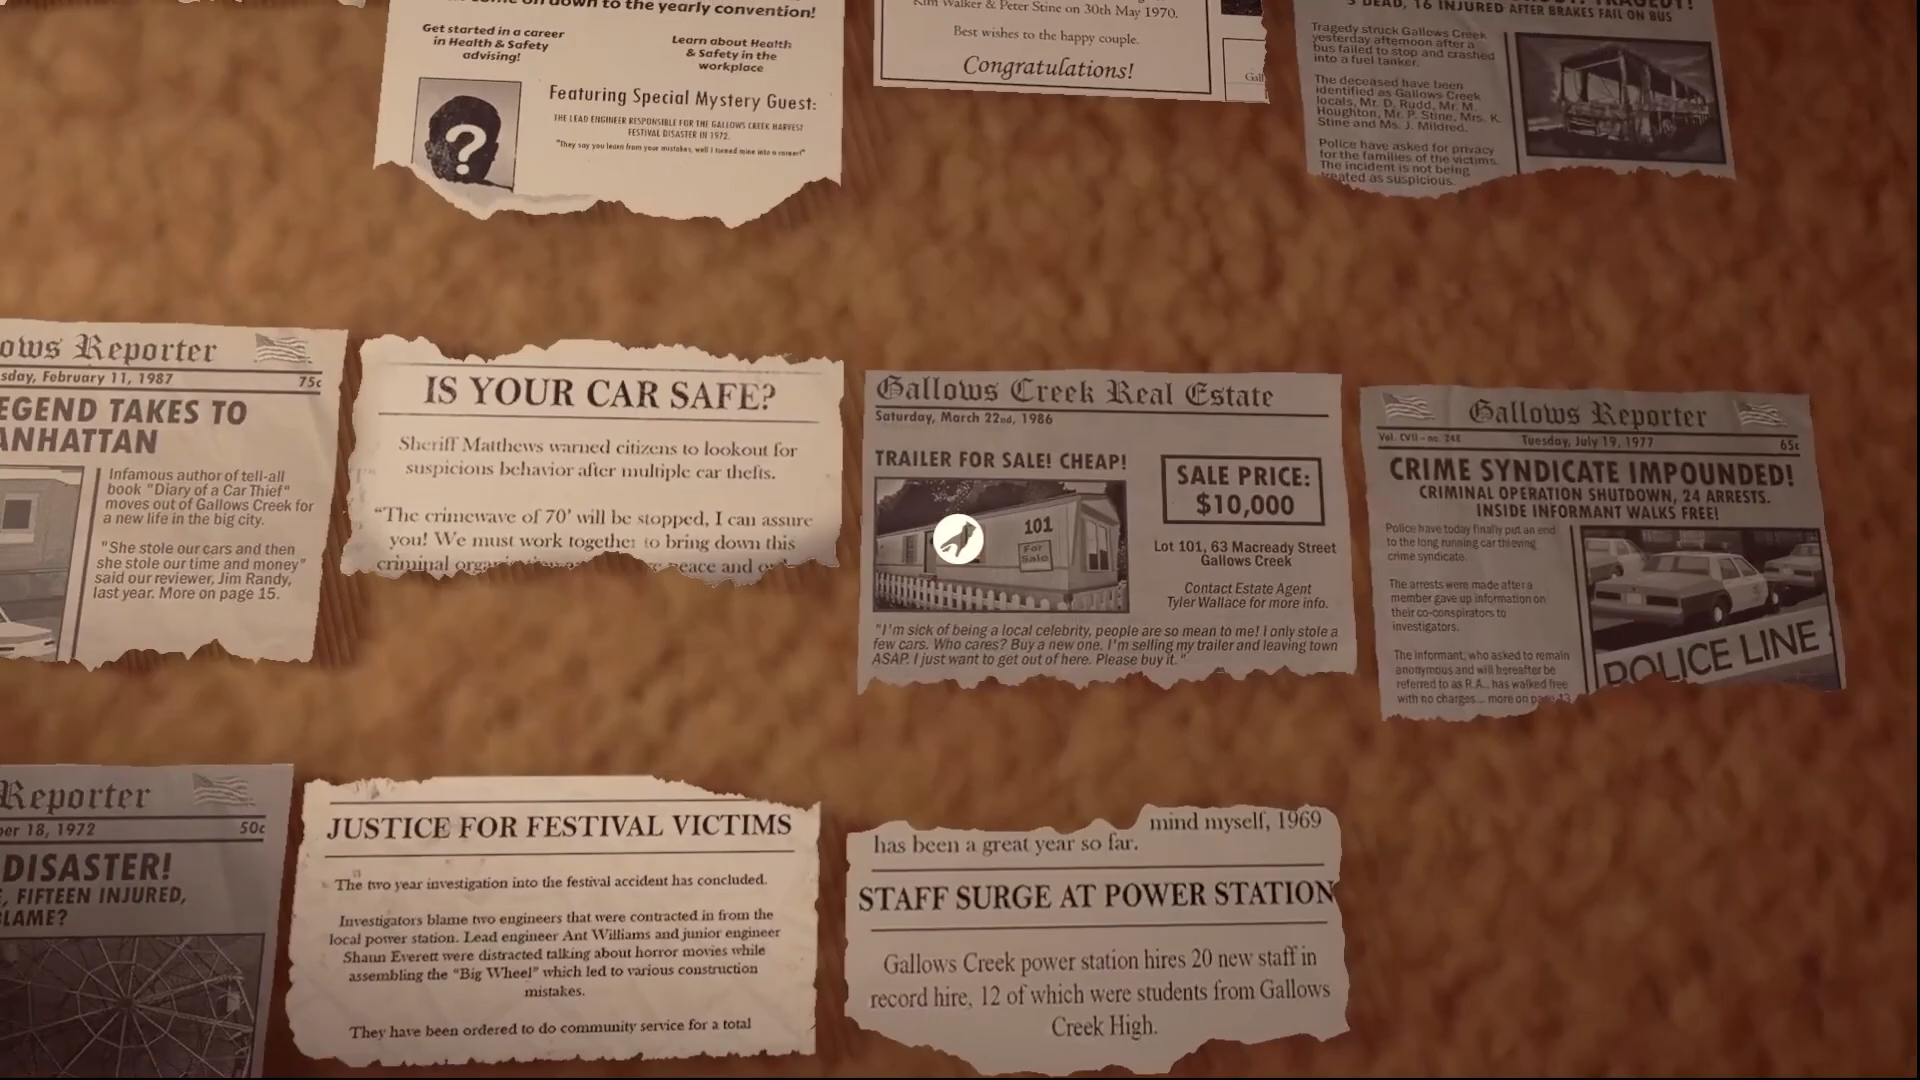 down to the yearly convention!
Get started in a career
in Health & Safety
advising!
Learn about Health
& Safety in the
workplace
Featuring Special Mystery Guest:
THE LEAD ENGINEER RESPONSIBLE FOR THE GALLOWS CREEK HARVEST
FESTIVAL DISASTER IN 1972.
"They say you learn from your mistakes, well I turned mine into a career!"
?
Kim Walker & Peter Stine on 30th May 1970.
Best wishes to the happy couple.
Congratulations!
Gall
5 DEAD, 16 INJURED AFTER BRAKES FAIL ON BUS
Tragedy struck Gallows Creek
yesterday afternoon after a
bus failed to stop and crashed
into a fuel tanker.
The deceased have been
identified as Gallows Creek
locals, Mr. D. Rudd, Mr. M.
Houghton, Mr. P. Stine, Mrs. K.
Stine and Ms. J. Mildred.
Police have asked for privacy
for the families of the victims.
The incident is not being
treated as suspicious.
ows Reporter
sday, February 11, 1987 75c
EGEND TAKES TO
ANHATTAN
Infamous author of tell-all
book "Diary of a Car Thief"
moves out of Gallows Creek for
a new life in the big city.
"She stole our cars and then
she stole our time and money"
said our reviewer, Jim Randy,
last year. More on page 15.
IS YOUR CAR SAFE?
Sheriff Matthews warned citizens to lookout for
suspicious behavior after multiple car thefts.
"The crimewave of 70' will be stopped, I can assure
you! We must work together to bring down this
criminal peace and
Gallows Creek Real Estate
Saturday, March 22nd, 1986
TRAILER FOR SALE! CHEAP!
101
For
Sale
SALE PRICE:
$10,000
Lot 101, 63 Macready Street
Gallows Creek
Contact Estate Agent
Tyler Wallace for more info.
"I'm sick of being a local celebrity, people are so mean to me! I only stole a
few cars. Who cares? Buy a new one. I'm selling my trailer and leaving town
ASAP. I just want to get out of here. Please buy it."
Gallows Reporter
Vol. CVII - no. 248 Tuesday, July 19, 1977 65c
CRIME SYNDICATE IMPOUNDED!
CRIMINAL OPERATION SHUTDOWN, 24 ARRESTS.
INSIDE INFORMANT WALKS FREE!
Police have today finally put an end
to the long running car thieving
crime syndicate.
The arrests were made after a
member gave up information on
their co-conspirators to
investigators.
The informant, who asked to remain
anonymous and will hereafter be
referred to as R.A., has walked free
with no charges... more on page 13
POLICE LINE
Reporter
ber 18, 1972 50c
DISASTER!
, FIFTEEN INJURED,
LAME?
JUSTICE FOR FESTIVAL VICTIMS
The two year investigation into the festival accident has concluded.
Investigators blame two engineers that were contracted in from the
local power station. Lead engineer Ant Williams and junior engineer
Shaun Everett were distracted talking about horror movies while
assembling the "Big Wheel" which led to various construction
mistakes.
They have been ordered to do community service for a total
mind myself, 1969
has been a great year so far.
STAFF SURGE AT POWER STATION
Gallows Creek power station hires 20 new staff in
record hire, 12 of which were students from Gallows
Creek High.